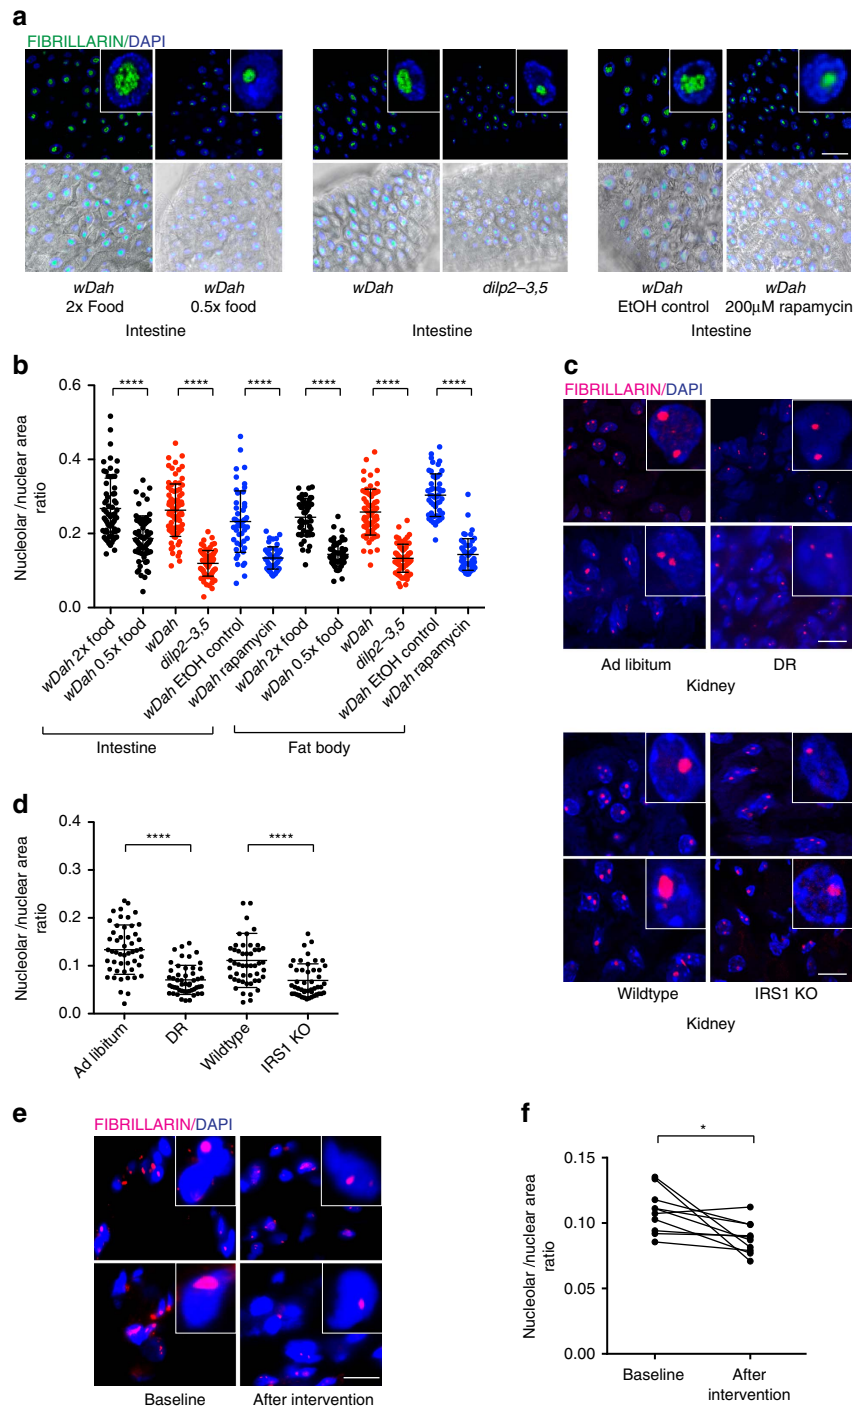 a
FIBRILLARIN/DAPI
wDah
2x Food
wDah
0.5x food
Intestine
wDah
dilp2–3,5
Intestine
wDah
EtOH control
wDah
200μM rapamycin
Intestine
b
Nucleolar /nuclear area
ratio
0.6
0.4
0.2
0.0
**** **** **** **** **** ****
wDah 2x food
wDah 0.5x food
wDah
dilp2–3,5
wDah EtOH control
wDah rapamycin
wDah 2x food
wDah 0.5x food
wDah
dilp2–3,5
wDah EtOH control
wDah rapamycin
Intestine
Fat body
c
FIBRILLARIN/DAPI
Ad libitum
DR
Kidney
Wildtype
IRS1 KO
Kidney
d
Nucleolar /nuclear area
ratio
0.4
0.3
0.2
0.1
0.0
**** ****
Ad libitum
DR
Wildtype
IRS1 KO
e
FIBRILLARIN/DAPI
Baseline
After intervention
f
Nucleolar /nuclear area
ratio
0.15
0.10
0.05
0.00
*
Baseline
After
intervention